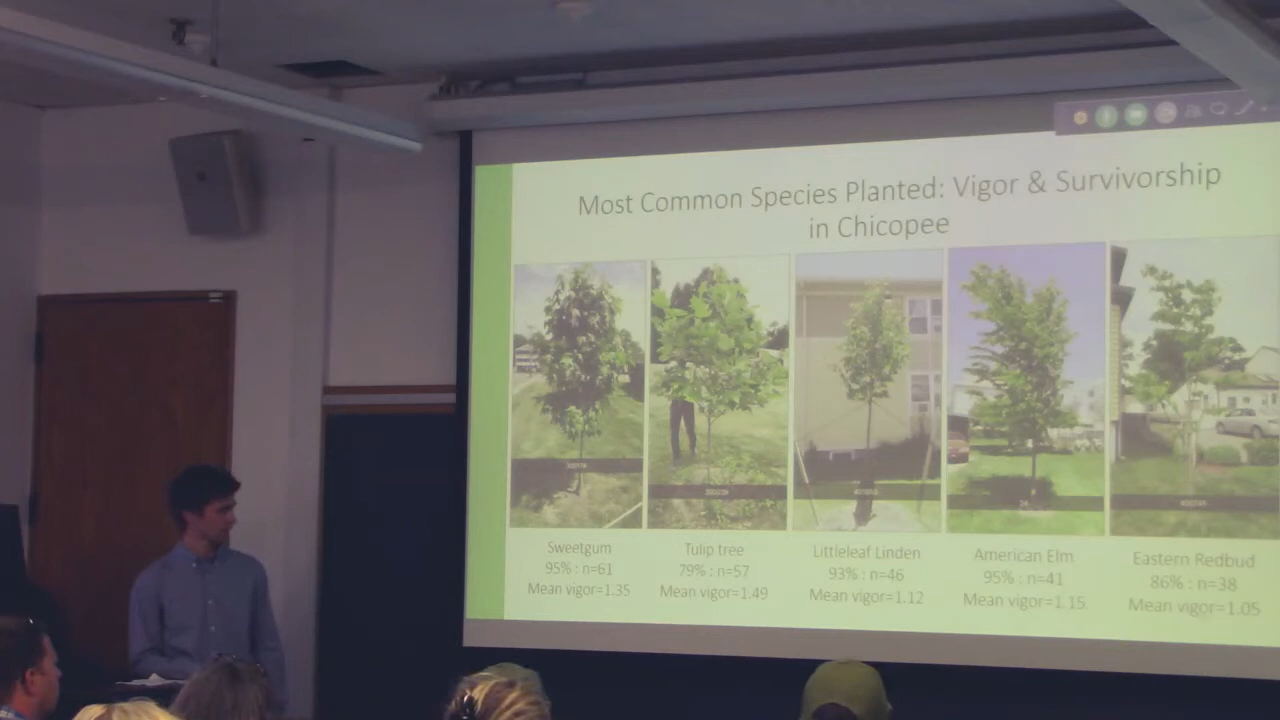 Most Common Species Planted: Vigor & Survivorship
in Chicopee
Sweetgum
95% : n=61
Mean vigor=1.35
Tulip tree
79% : n=57
Mean vigor=1.49
Littleleaf Linden
93% : n=46
Mean vigor=1.12
American Elm
95% : n=41
Mean vigor=1.15
Eastern Redbud
86% : n=38
Mean vigor=1.05